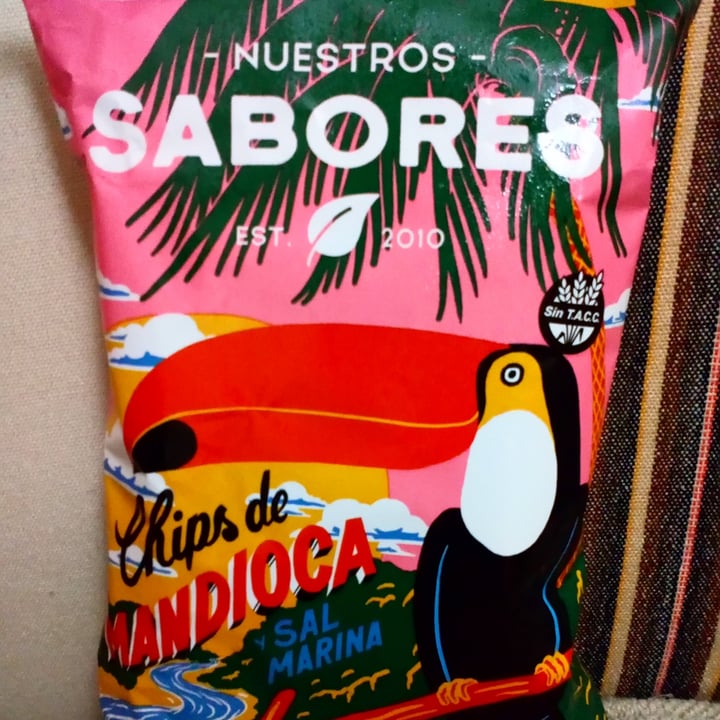 - NUESTROS -
SABORES
EST. 2010
Sin T.A.C.C.
Chips de
MANDIOCA
Y SAL
MARINA